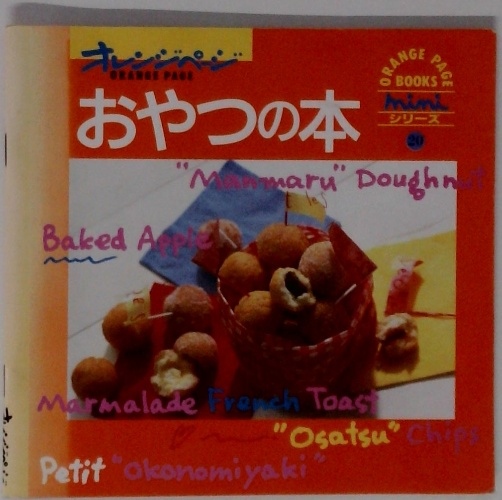 オレンジページ
ORANGE PAGE
ORANGE PAGE
BOOKS
mini
シリーズ
20
おやつの本
"Manmaru" Doughnut
Baked Apple
Marmalade French Toast
"Osatsu" Chips
Petit "Okonomiyaki"